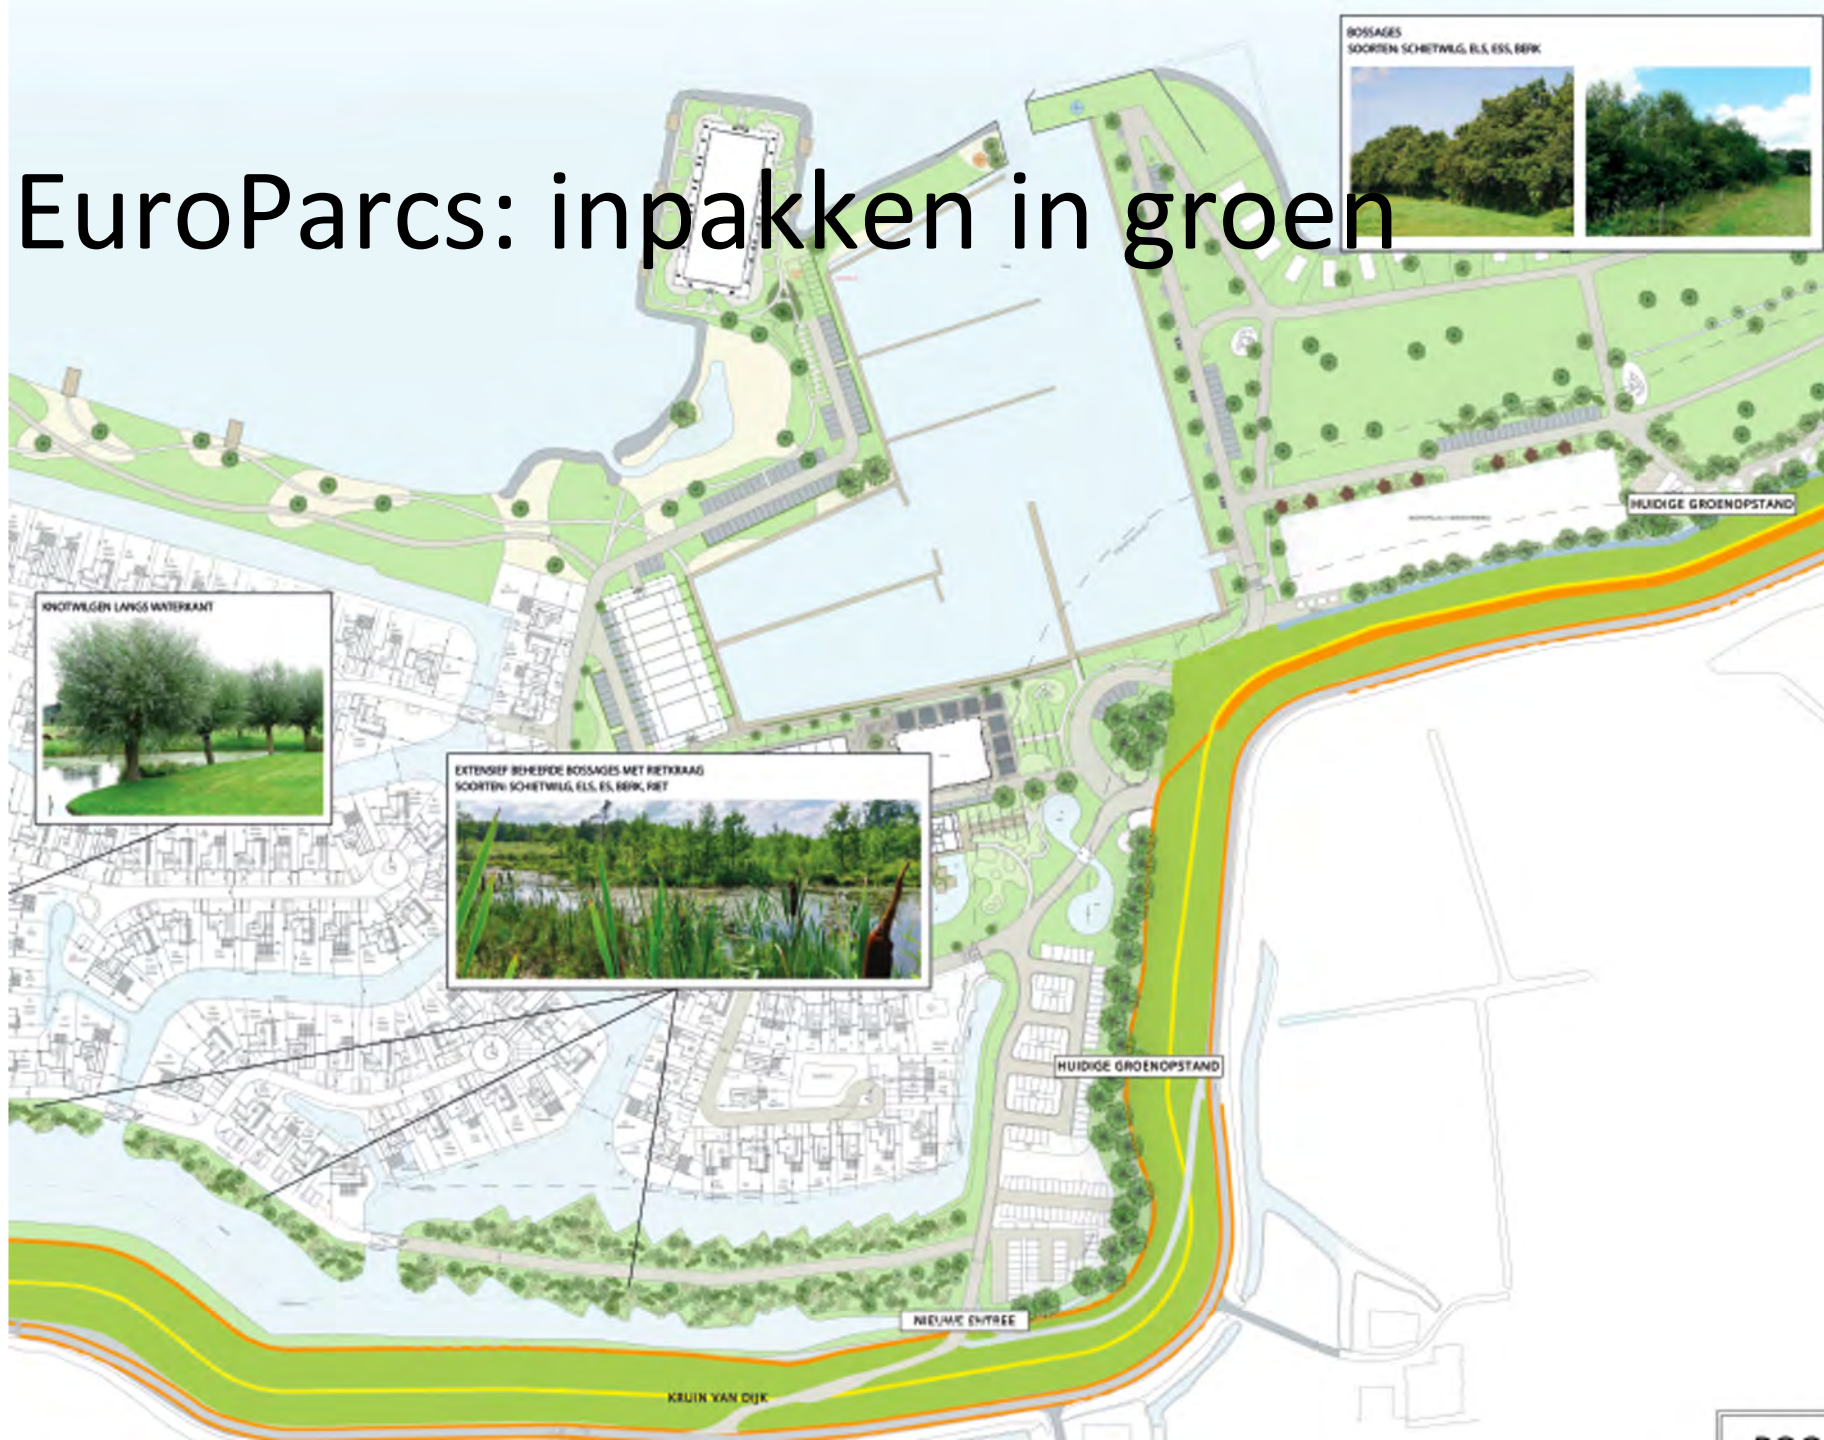 BOSSAGES
SOORTEN: SCHIETWILG, ELS, ESS, BERK
EuroParcs: inpakken in groen
HUIDIGE GROENOPSTAND
KNOTWILGEN LANGS WATERKANT
EXTENSIEF BEHEERDE BOSSAGES MET RIETKRAAG
SOORTEN: SCHIETWILG, ELS, ES, BERK, RIET
HUIDIGE GROENOPSTAND
NIEUWE ENTREE
KRUIN VAN DIJK